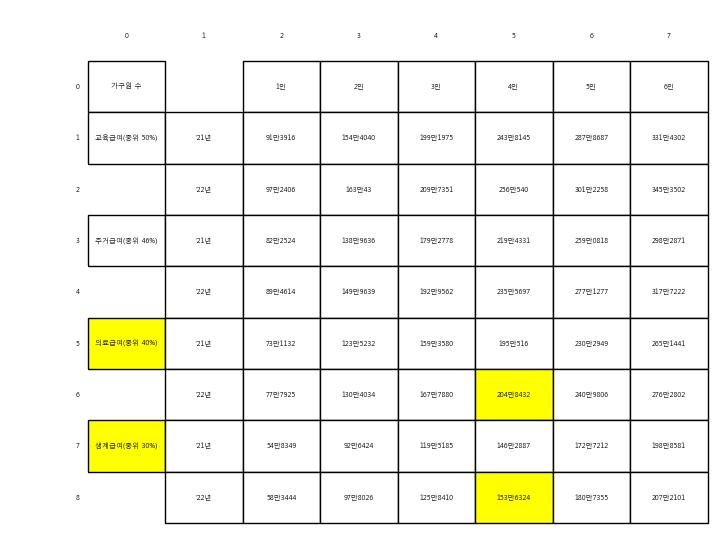 0 1 2 3 4 5 6 7
0 가구원 수 1인 2인 3인 4인 5인 6인
1 교육급여(중위 50%) '21년 91만3916 154만4040 199만1975 243만8145 287만8687 331만4302
2 '22년 97만2406 163만43 209만7351 256만540 301만2258 345만3502
3 주거급여(중위 46%) '21년 82만2524 138만9636 179만2778 219만4331 259만0818 298만2871
4 '22년 89만4614 149만9639 192만9562 235만5697 277만1277 317만7222
5 의료급여(중위 40%) '21년 73만1132 123만5232 159만3580 195만516 230만2949 265만1441
6 '22년 77만7925 130만4034 167만7880 204만8432 240만9806 276만2802
7 생계급여(중위 30%) '21년 54만8349 92만6424 119만5185 146만2887 172만7212 198만8581
8 '22년 58만3444 97만8026 125만8410 153만6324 180만7355 207만2101